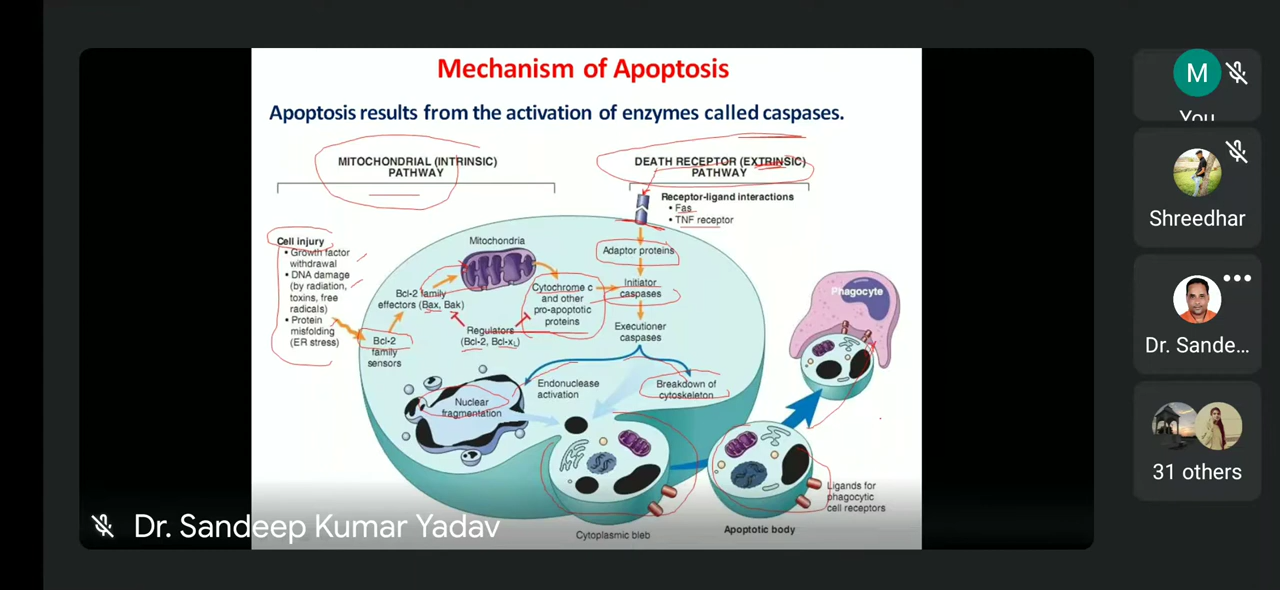 Mechanism of Apoptosis
Apoptosis results from the activation of enzymes called caspases.
MITOCHONDRIAL (INTRINSIC)
PATHWAY
DEATH RECEPTOR (EXTRINSIC)
PATHWAY
Receptor-ligand interactions
• Fas
• TNF receptor
Cell injury
• Growth factor
withdrawal
• DNA damage
(by radiation,
toxins, free
radicals)
• Protein
misfolding
(ER stress)
Mitochondria
Adaptor proteins
Bcl-2 family
effectors (Bax, Bak)
Cytochrome c
and other
pro-apoptotic
proteins
Initiator
caspases
Regulators
(Bcl-2, Bcl-xL)
Executioner
caspases
Bcl-2
family
sensors
Phagocyte
Nuclear
fragmentation
Endonuclease
activation
Breakdown of
cytoskeleton
Ligands for
phagocytic
cell receptors
Cytoplasmic bleb
Apoptotic body
Dr. Sandeep Kumar Yadav
M
You
Shreedhar
Dr. Sande...
31 others